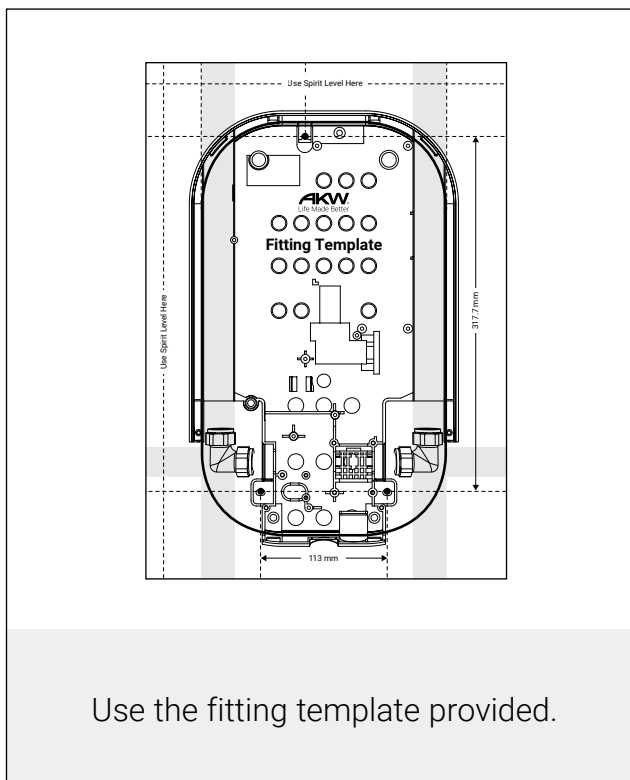 Use Spirit Level Here
AKW
Life Made Better
Fitting Template
Use Spirit Level Here
317.7 mm
113 mm
Use the fitting template provided.